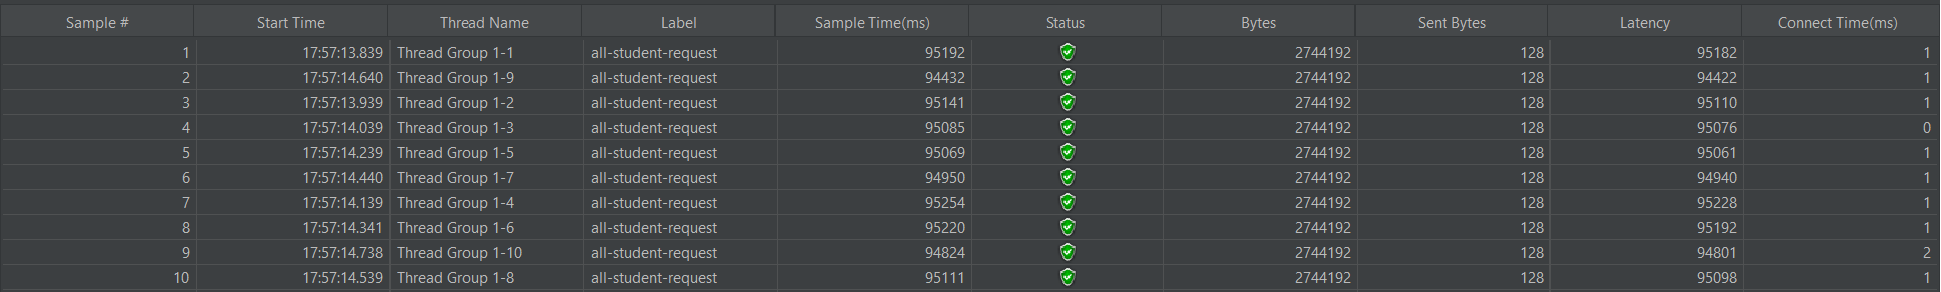 Sample # Start Time Thread Name Label Sample Time(ms) Status Bytes Sent Bytes Latency Connect Time(ms)
1 17:57:13.839 Thread Group 1-1 all-student-request 95192 2744192 128 95182 1
2 17:57:14.640 Thread Group 1-9 all-student-request 94432 2744192 128 94422 1
3 17:57:13.939 Thread Group 1-2 all-student-request 95141 2744192 128 95110 1
4 17:57:14.039 Thread Group 1-3 all-student-request 95085 2744192 128 95076 0
5 17:57:14.239 Thread Group 1-5 all-student-request 95069 2744192 128 95061 1
6 17:57:14.440 Thread Group 1-7 all-student-request 94950 2744192 128 94940 1
7 17:57:14.139 Thread Group 1-4 all-student-request 95254 2744192 128 95228 1
8 17:57:14.341 Thread Group 1-6 all-student-request 95220 2744192 128 95192 1
9 17:57:14.738 Thread Group 1-10 all-student-request 94824 2744192 128 94801 2
10 17:57:14.539 Thread Group 1-8 all-student-request 95111 2744192 128 95098 1